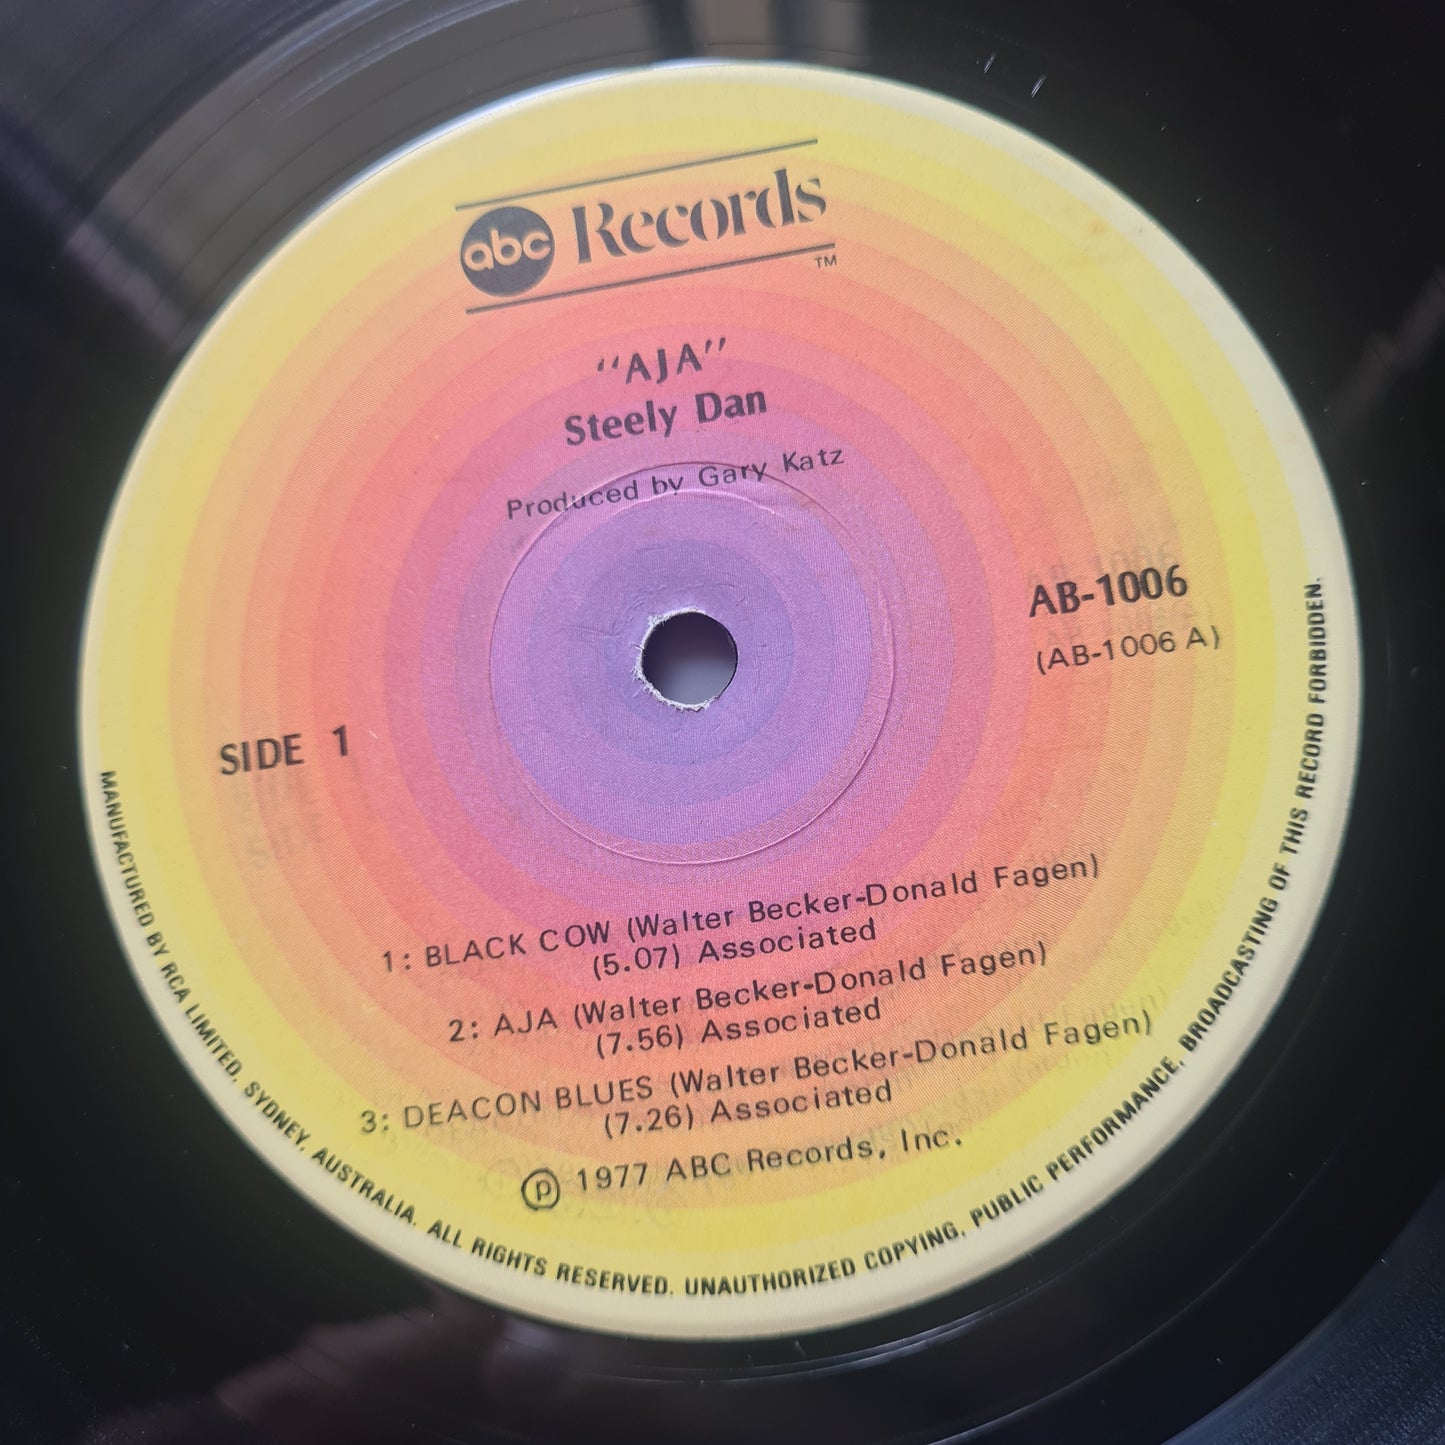 abc Records
TM
"AJA"
Steely Dan
Produced by Gary Katz
AB-1006
(AB-1006 A)
SIDE 1
1: BLACK COW (Walter Becker-Donald Fagen)
(5.07) Associated
2: AJA (Walter Becker-Donald Fagen)
(7.56) Associated
3: DEACON BLUES (Walter Becker-Donald Fagen)
(7.26) Associated
℗ 1977 ABC Records, Inc.
MANUFACTURED BY RCA LIMITED, SYDNEY, AUSTRALIA. ALL RIGHTS RESERVED. UNAUTHORIZED COPYING, PUBLIC PERFORMANCE, BROADCASTING OF THIS RECORD FORBIDDEN.